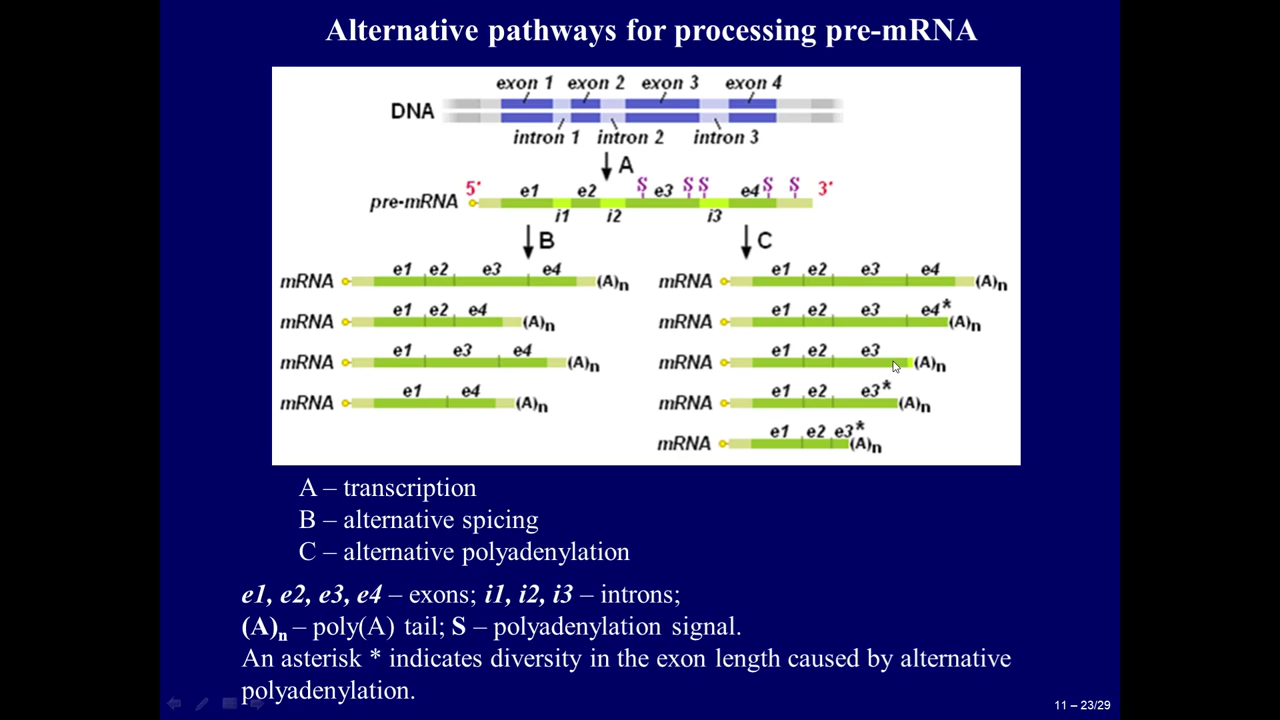 Alternative pathways for processing pre-mRNA
exon 1 exon 2 exon 3 exon 4
DNA
intron 1 intron 2 intron 3
A
5' e1 e2 S e3 S S e4 S S 3'
pre-mRNA
i1 i2 i3
B C
e1 e2 e3 e4
mRNA (A)n
e1 e2 e4
mRNA (A)n
e1 e3 e4
mRNA (A)n
e1 e4
mRNA (A)n
e1 e2 e3 e4
mRNA (A)n
e1 e2 e3 e4*
mRNA (A)n
e1 e2 e3
mRNA (A)n
e1 e2 e3*
mRNA (A)n
e1 e2 e3*
mRNA (A)n
A – transcription
B – alternative spicing
C – alternative polyadenylation
e1, e2, e3, e4 – exons; i1, i2, i3 – introns;
(A)n – poly(A) tail; S – polyadenylation signal.
An asterisk * indicates diversity in the exon length caused by alternative
polyadenylation.
11 – 23/29